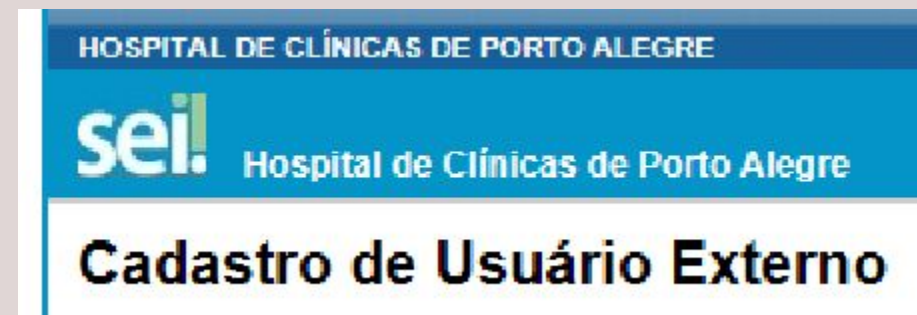 HOSPITAL DE CLÍNICAS DE PORTO ALEGRE
sei! Hospital de Clínicas de Porto Alegre
Cadastro de Usuário Externo